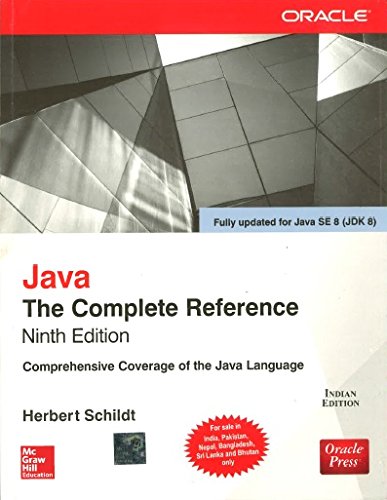 ORACLE
Fully updated for Java SE 8 (JDK 8)
Java
The Complete Reference
Ninth Edition
Comprehensive Coverage of the Java Language
INDIAN
EDITION
Herbert Schildt
For sale in
India, Pakistan,
Nepal, Bangladesh,
Sri Lanka and Bhutan
only
Mc
Graw
Hill
Education
Oracle
Press™